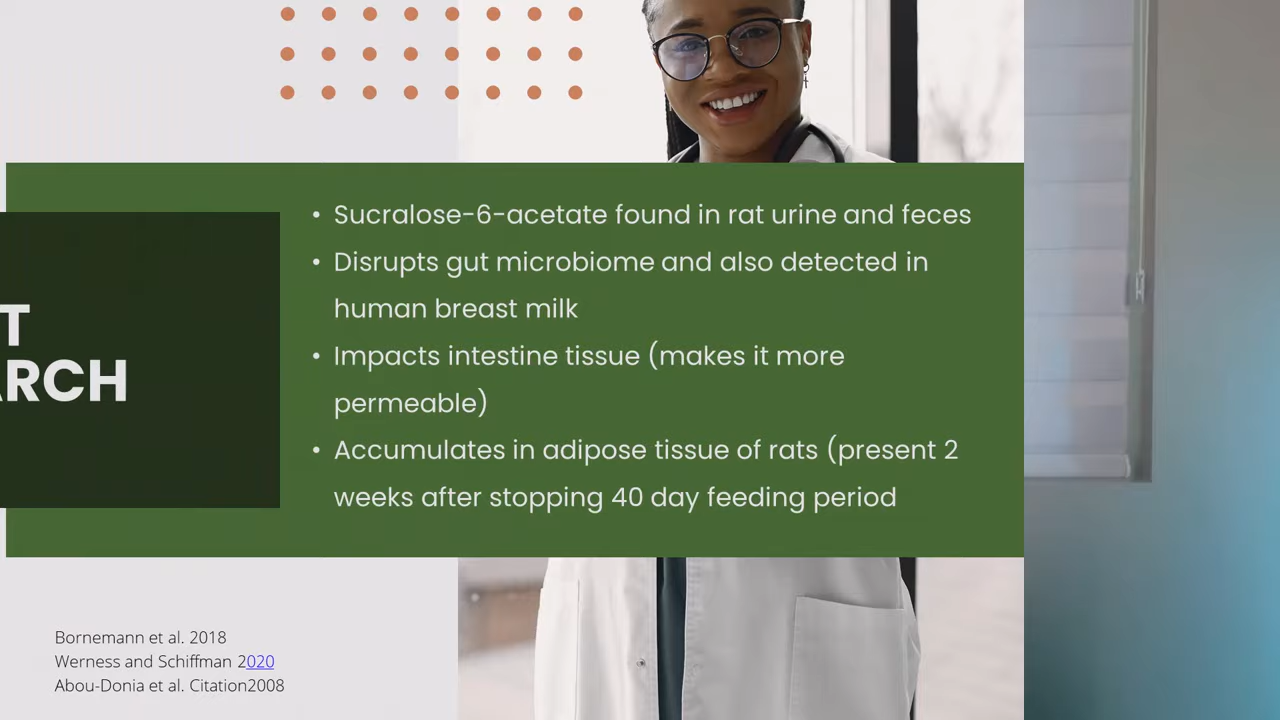 T
ARCH
• Sucralose-6-acetate found in rat urine and feces
• Disrupts gut microbiome and also detected in
human breast milk
• Impacts intestine tissue (makes it more
permeable)
• Accumulates in adipose tissue of rats (present 2
weeks after stopping 40 day feeding period
Bornemann et al. 2018
Werness and Schiffman 2020
Abou-Donia et al. Citation2008